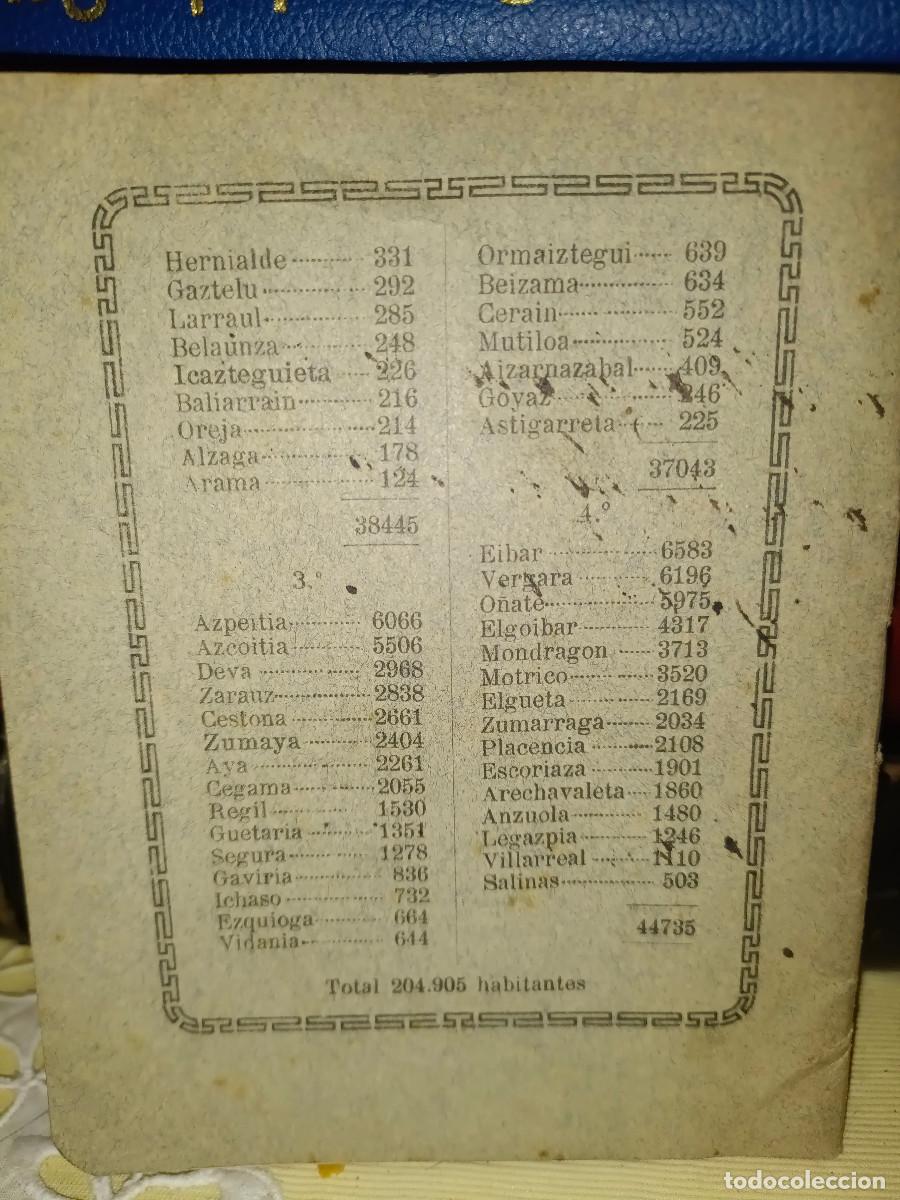 Hernialde 331
Gaztelu 292
Larraul 285
Belaunza 248
Icazteguieta 226
Baliarrain 216
Oreja 214
Alzaga 178
Arama 124
38445
3.º
Azpeitia 6066
Azcoitia 5506
Deva 2968
Zarauz 2838
Cestona 2661
Zumaya 2404
Aya 2261
Cegama 2055
Regil 1530
Guetaria 1351
Segura 1278
Gaviria 836
Ichaso 732
Ezquioga 664
Vidania 644
Ormaiztegui 639
Beizama 634
Cerain 552
Mutiloa 524
Aizarnazabal 409
Goyaz 246
Astigarreta 225
37043
4.º
Eibar 6583
Vergara 6196
Oñate 5975
Elgoibar 4317
Mondragon 3713
Motrico 3520
Elgueta 2169
Zumarraga 2034
Placencia 2108
Escoriaza 1901
Arechavaleta 1860
Anzuola 1480
Legazpia 1246
Villarreal 1110
Salinas 503
44735
Total 204.905 habitantes
todocoleccion